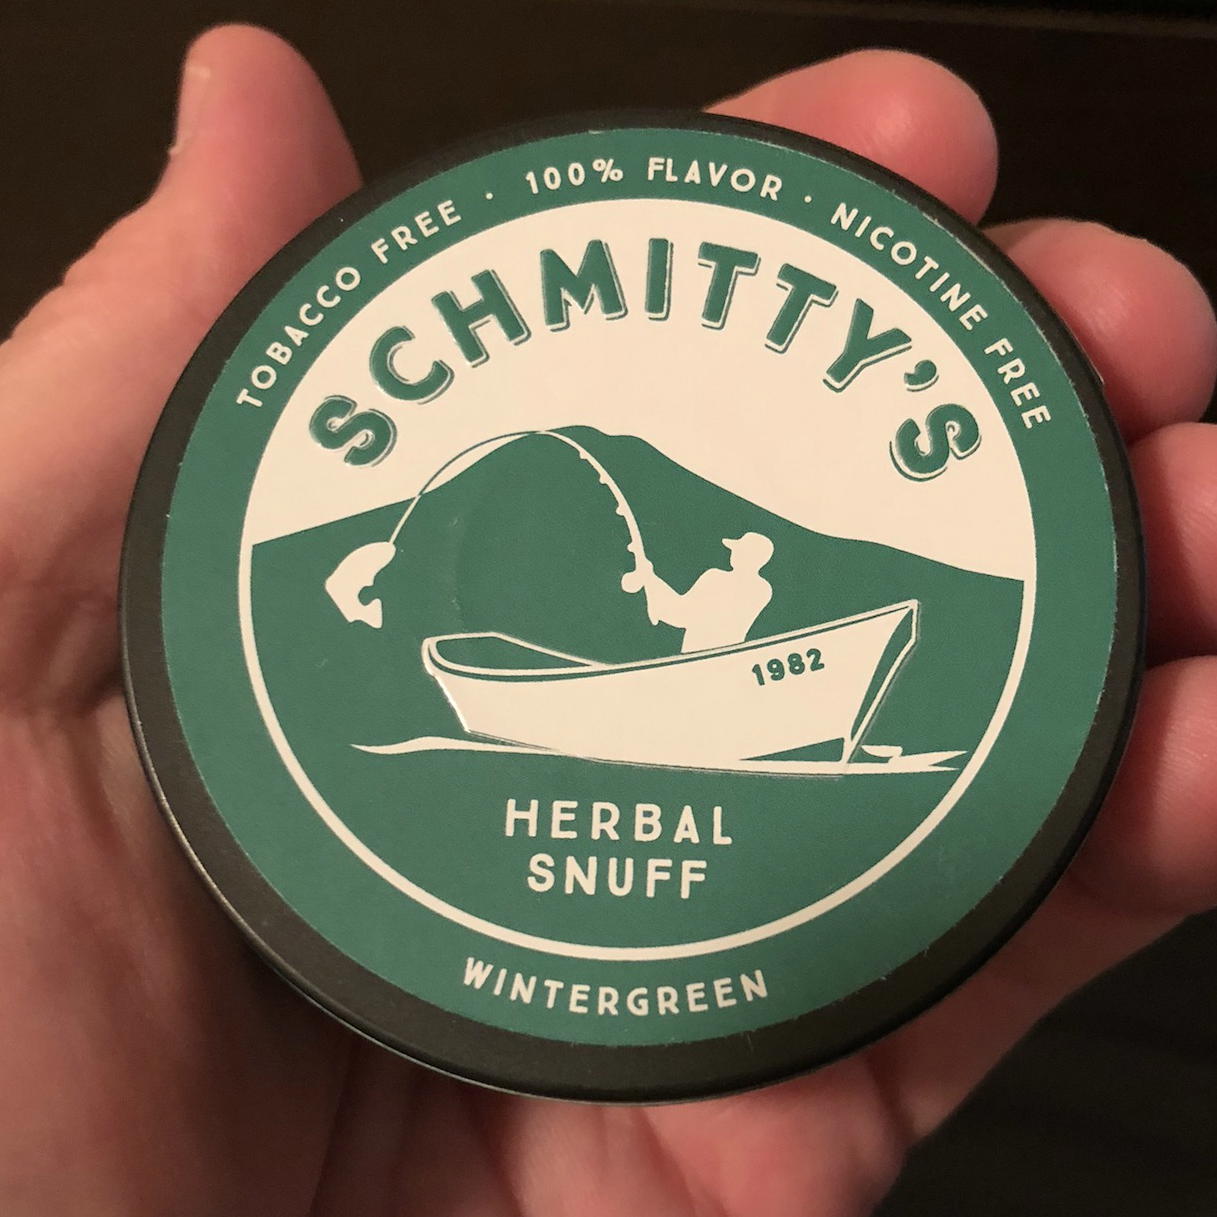 TOBACCO FREE · 100% FLAVOR · NICOTINE FREE
SCHMITTY'S
1982
HERBAL
SNUFF
WINTERGREEN